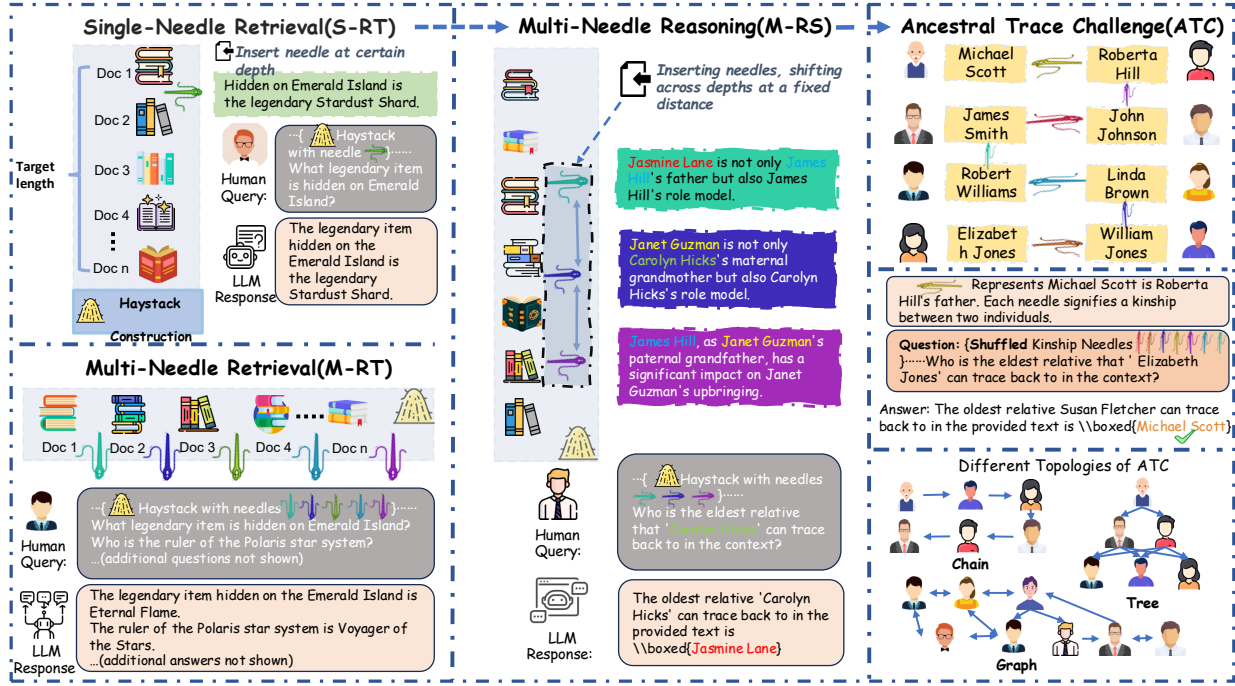 Single-Needle Retrieval(S-RT)
Insert needle at certain
depth
Doc 1
Doc 2
Doc 3
Doc 4
Doc n
Target
length
Hidden on Emerald Island is
the legendary Stardust Shard.
Human
Query:
...{ Haystack
with needle }......
What legendary item
is hidden on Emerald
Island?
LLM
Response
The legendary item
hidden on the
Emerald Island is
the legendary
Stardust Shard.
Haystack
Construction
Multi-Needle Retrieval(M-RT)
Doc 1
Doc 2
Doc 3
Doc 4
Doc n
Human
Query:
...{ Haystack with needles }......
What legendary item is hidden on Emerald Island?
Who is the ruler of the Polaris star system?
...(additional questions not shown)
LLM
Response
The legendary item hidden on the Emerald Island is
Eternal Flame.
The ruler of the Polaris star system is Voyager of
the Stars.
...(additional answers not shown)
Multi-Needle Reasoning(M-RS)
Inserting needles, shifting
across depths at a fixed
distance
Jasmine Lane is not only James
Hill's father but also James
Hill's role model.
Janet Guzman is not only
Carolyn Hicks's maternal
grandmother but also Carolyn
Hicks's role model.
James Hill, as Janet Guzman's
paternal grandfather, has a
significant impact on Janet
Guzman's upbringing.
Human
Query:
...{ Haystack with needles
}......
Who is the eldest relative
that 'Carolyn Hicks' can trace
back to in the context?
LLM
Response:
The oldest relative 'Carolyn
Hicks' can trace back to in the
provided text is
\\boxed{Jasmine Lane}
Ancestral Trace Challenge(ATC)
Michael
Scott
Roberta
Hill
James
Smith
John
Johnson
Robert
Williams
Linda
Brown
Elizabet
h Jones
William
Jones
Represents Michael Scott is Roberta
Hill's father. Each needle signifies a kinship
between two individuals.
Question: {Shuffled Kinship Needles
}......Who is the eldest relative that ' Elizabeth
Jones' can trace back to in the context?
Answer: The oldest relative Susan Fletcher can trace
back to in the provided text is \\boxed{Michael Scott}
Different Topologies of ATC
Chain
Tree
Graph